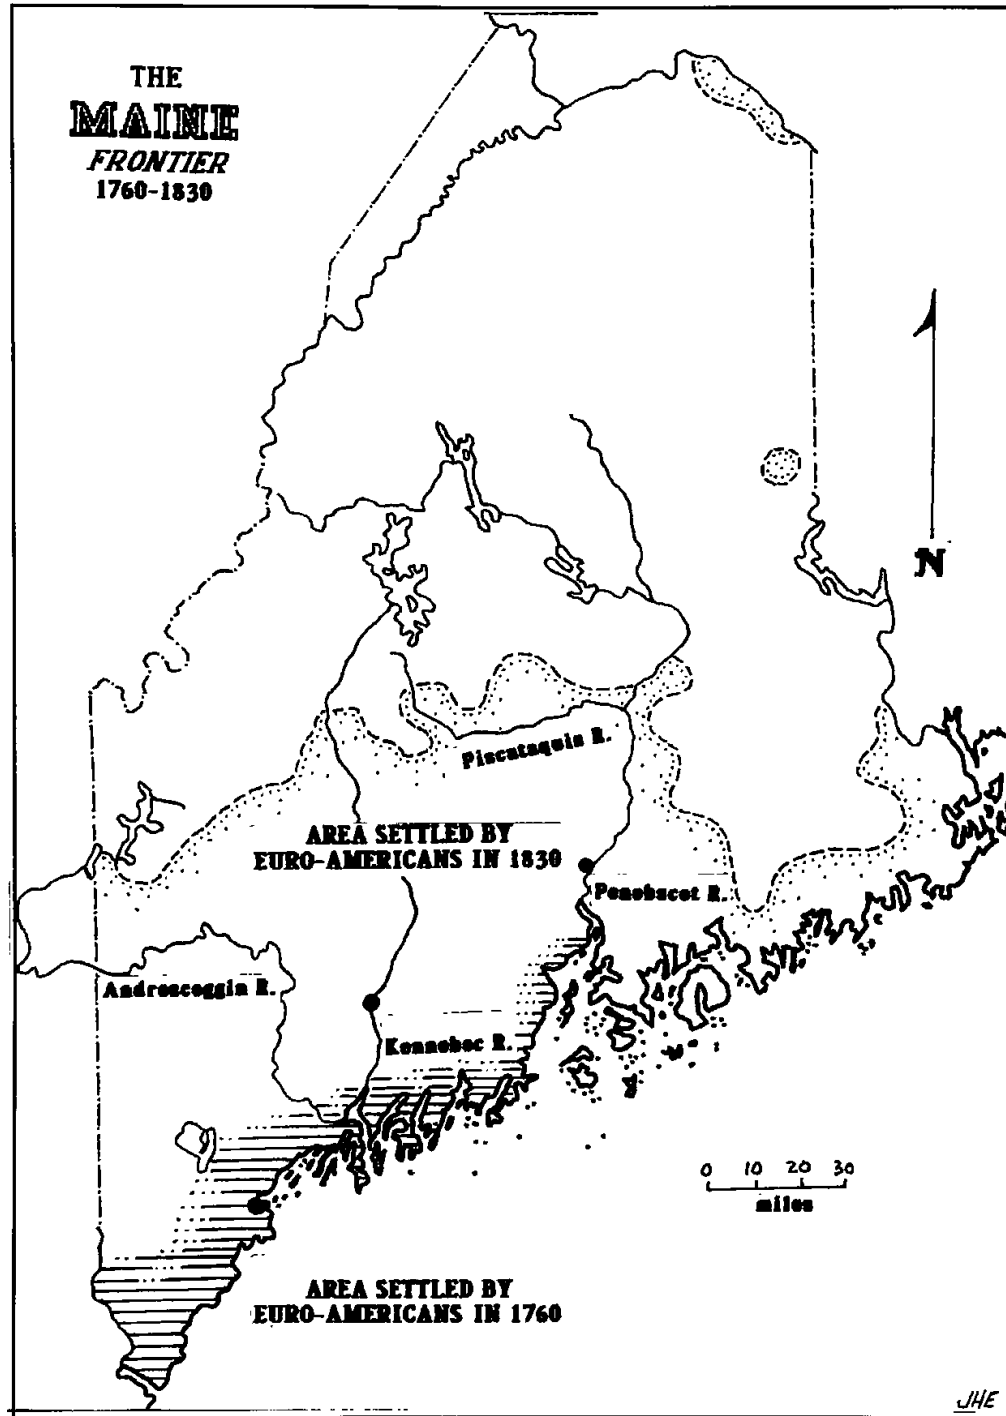 THE
MAINE
FRONTIER
1760-1830
N
Piscataquis R.
AREA SETTLED BY
EURO-AMERICANS IN 1830
Penobscot R.
Androscoggin R.
Kennebec R.
0 10 20 30
miles
AREA SETTLED BY
EURO-AMERICANS IN 1760
JHE